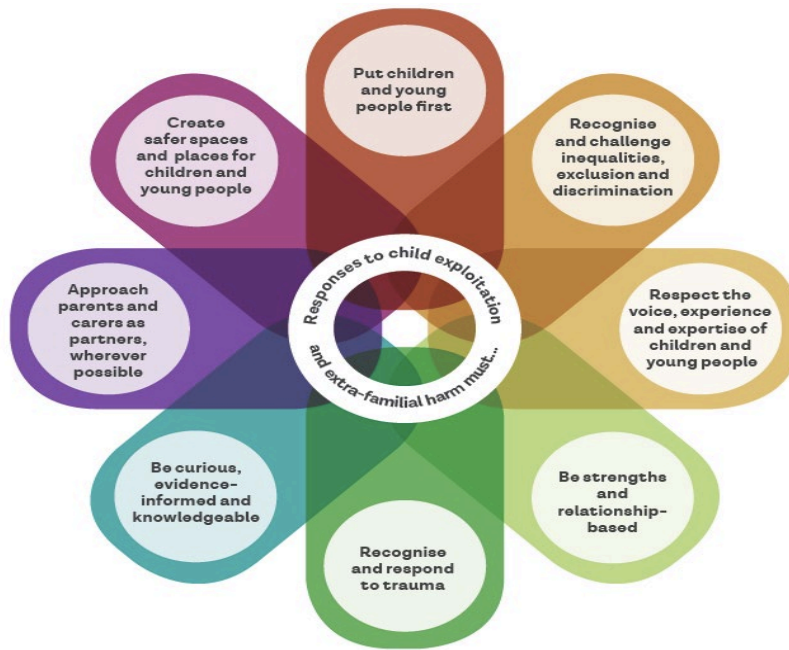 Responses to child exploitation
and extra-familial harm must...
Put children
and young
people first
Recognise
and challenge
inequalities,
exclusion and
discrimination
Respect the
voice, experience
and expertise of
children and
young people
Be strengths
and
relationship-
based
Recognise
and respond
to trauma
Be curious,
evidence-
informed and
knowledgeable
Approach
parents and
carers as
partners,
wherever
possible
Create
safer spaces
and places for
children and
young people